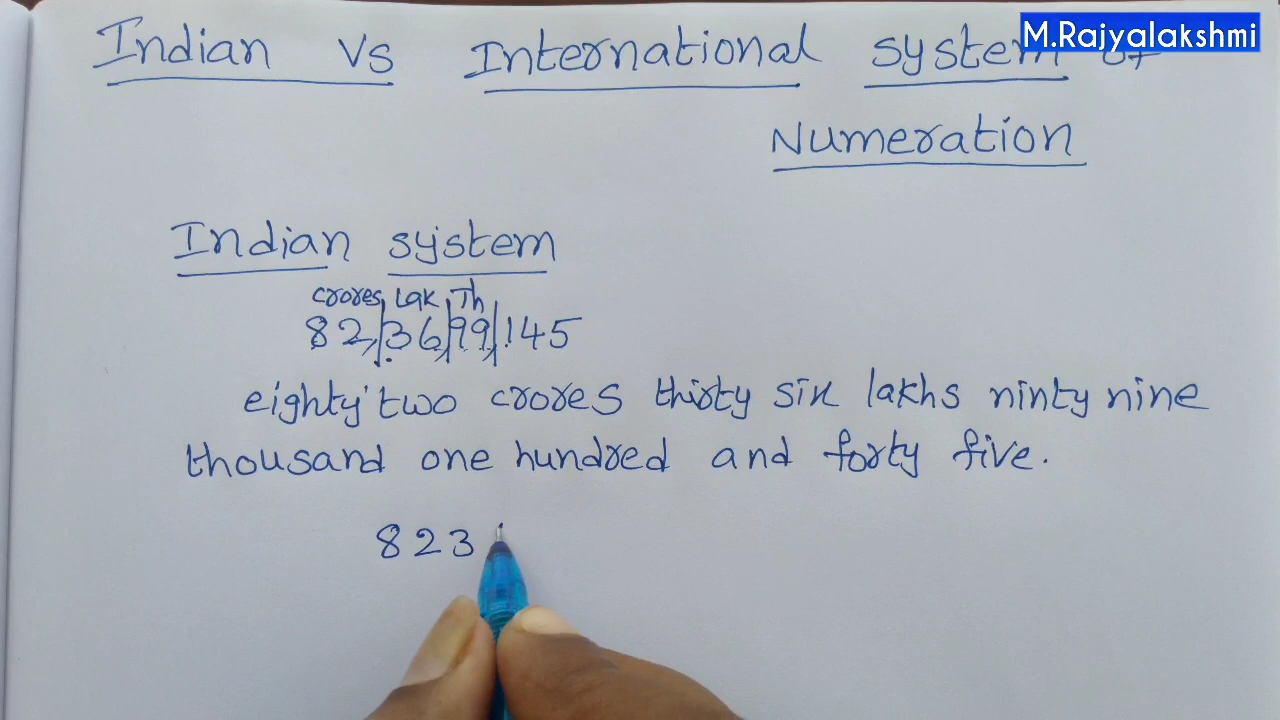 M.Rajyalakshmi
Indian Vs International system of
Numeration
Indian system
crores Lak Th
82,36,99,145
eighty two crores thirty six lakhs ninty nine
thousand one hundred and forty five.
823